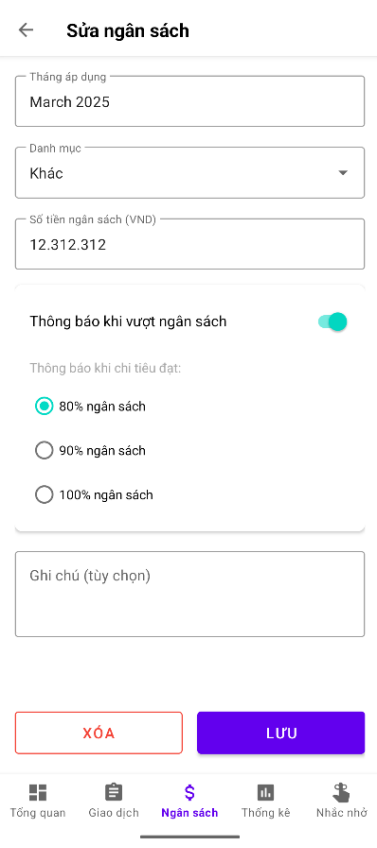 Sửa ngân sách
Tháng áp dụng
March 2025
Danh mục
Khác
Số tiền ngân sách (VND)
12.312.312
Thông báo khi vượt ngân sách
Thông báo khi chi tiêu đạt:
80% ngân sách
90% ngân sách
100% ngân sách
Ghi chú (tùy chọn)
XÓA
LƯU
Tổng quan
Giao dịch
Ngân sách
Thống kê
Nhắc nhở